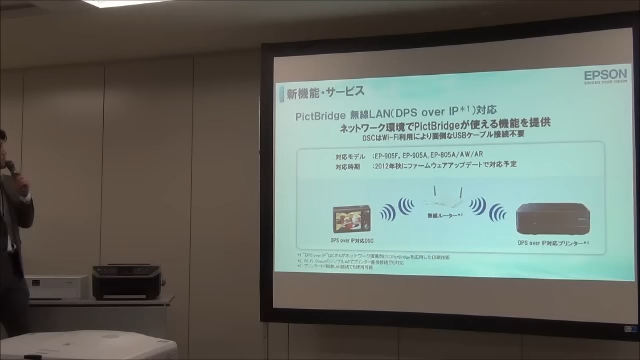 新機能・サービス
EPSON
PictBridge 無線LAN(DPS over IP*1)対応
ネットワーク環境でPictBridgeが使える機能を提供
DSCはWi-Fi利用により面倒なUSBケーブル接続不要
対応モデル :EP-905F, EP-905A, EP-805A/AW/AR
対応時期 :2012年秋にファームウェアアップデートで対応予定
無線ルーター*2
DPS over IP対応DSC
DPS over IP対応プリンター*3